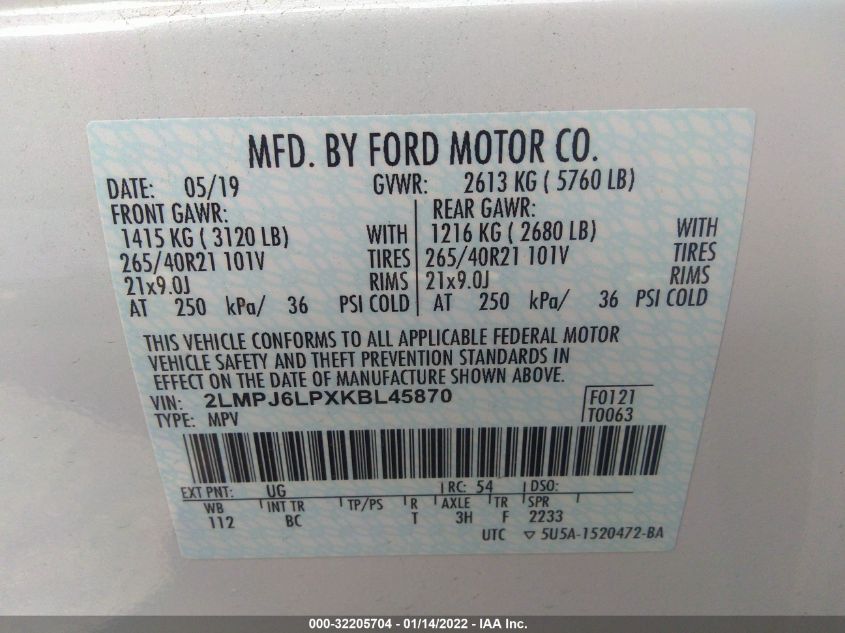 MFD. BY FORD MOTOR CO.
DATE: 05/19 GVWR: 2613 KG ( 5760 LB)
FRONT GAWR: REAR GAWR:
1415 KG ( 3120 LB) WITH 1216 KG ( 2680 LB) WITH
265/40R21 101V TIRES 265/40R21 101V TIRES
21x9.0J RIMS 21x9.0J RIMS
AT 250 kPa/ 36 PSI COLD AT 250 kPa/ 36 PSI COLD
THIS VEHICLE CONFORMS TO ALL APPLICABLE FEDERAL MOTOR
VEHICLE SAFETY AND THEFT PREVENTION STANDARDS IN
EFFECT ON THE DATE OF MANUFACTURE SHOWN ABOVE.
VIN: 2LMPJ6LPXKBL45870 F0121
TYPE: MPV T0063
EXT PNT: UG RC: 54 DSO:
WB INT TR TP/PS R AXLE TR SPR
112 BC T 3H F 2233
UTC ▽ 5U5A-1520472-BA
000-32205704 - 01/14/2022 - IAA Inc.